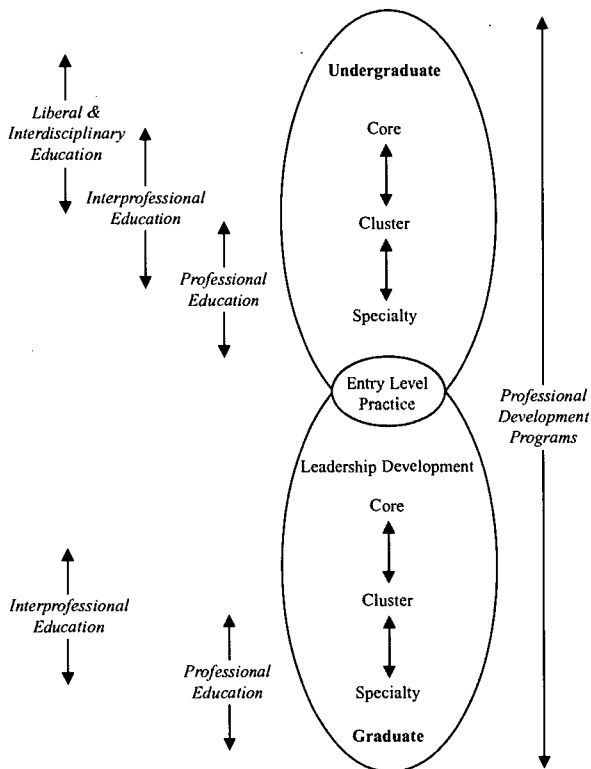 Undergraduate
Liberal &
Interdisciplinary
Education
Core
Interprofessional
Education
Cluster
Professional
Education
Specialty
Entry Level
Practice
Professional
Development
Programs
Leadership Development
Core
Interprofessional
Education
Cluster
Professional
Education
Specialty
Graduate